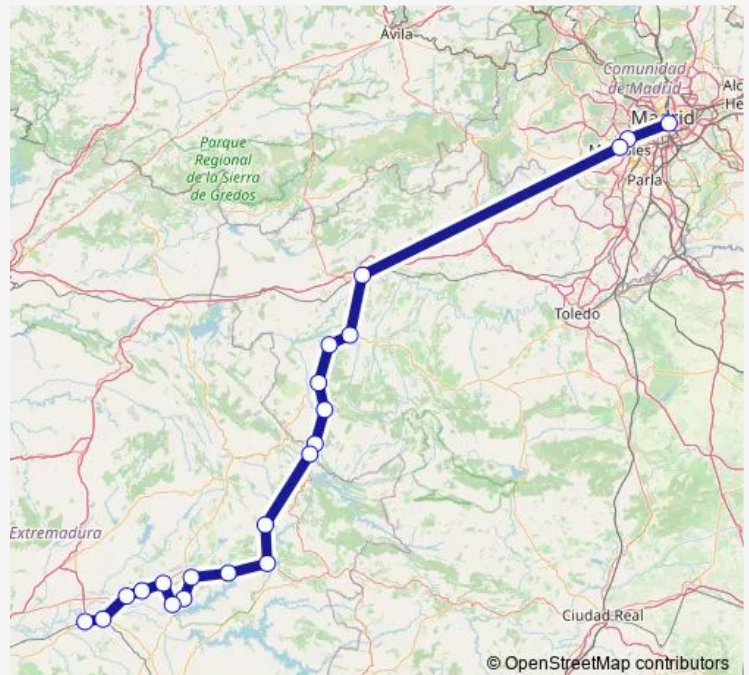 Ávila
Comunidad
de Madrid
Alc
He
Madrid
Parque
Regional
de la Sierra
de Gredos
Parla
Toledo
Extremadura
Ciudad Real
© OpenStreetMap contributors